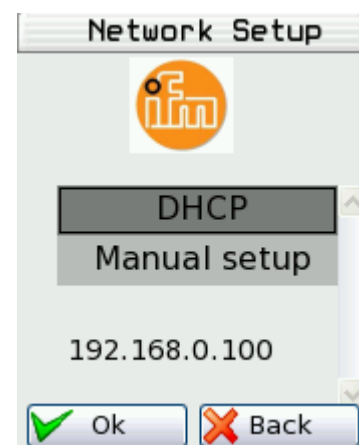 Network Setup
ifm
DHCP
Manual setup
192.168.0.100
Ok Back